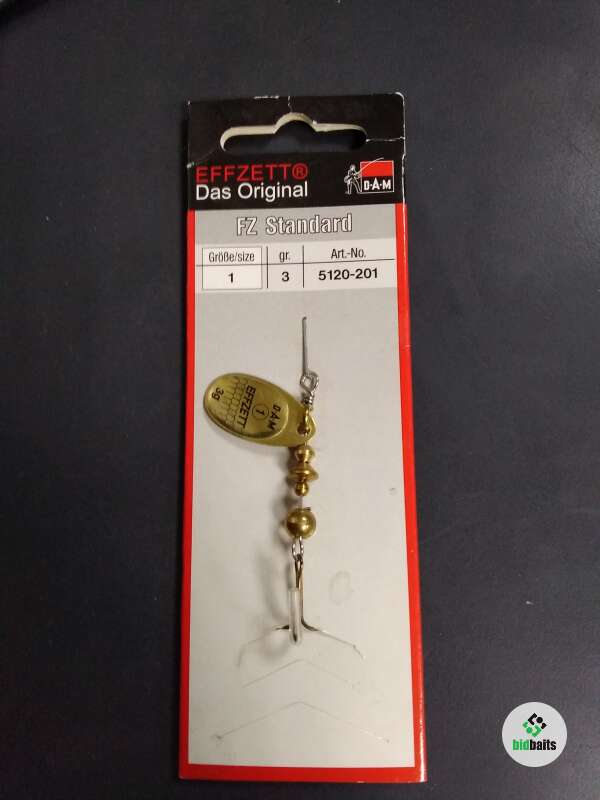 EFFZETT®
Das Original
D·A·M
FZ Standard
Größe/size gr. Art.-No.
1 3 5120-201
D·A·M
1
EFFZETT
3g
bidbaits